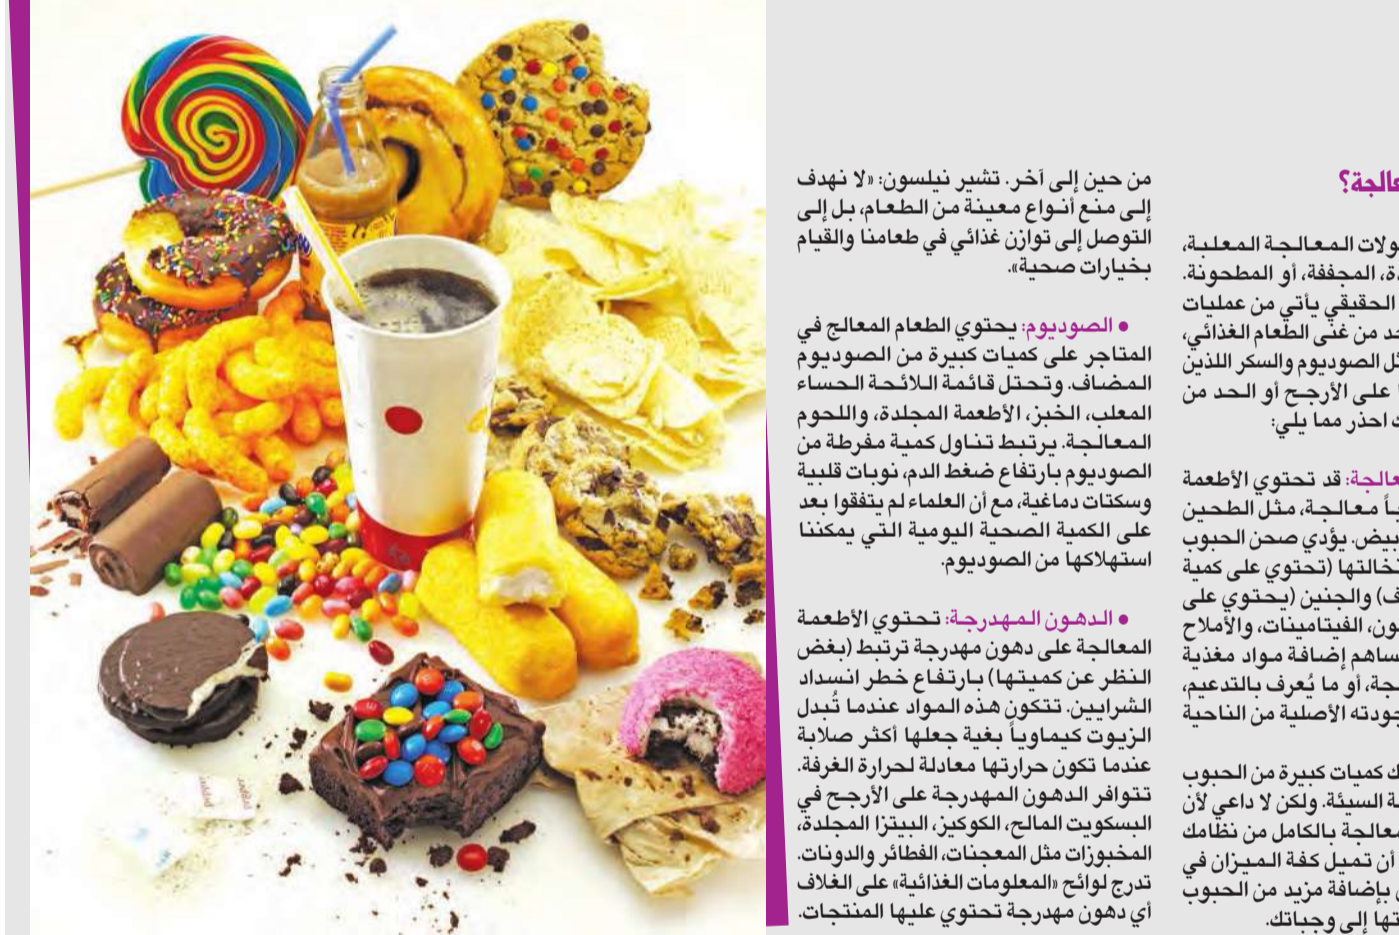 عالجة؟
ولات المعالجة المعلبة،
دة، المجففة، أو المطحونة.
الحقيقي يأتي من عمليات
حد من غنى الطعام الغذائي،
ثل الصوديوم والسكر اللذين
على الأرجح أو الحد من
ك احذر مما يلي:
عالجة: قد تحتوي الأطعمة
باً معالجة، مثل الطحين
بيض. يؤدي صحن الحبوب
نخالتها (تحتوي على كمية
ف) والجنين (يحتوي على
ون، الفيتامينات، والأملاح
ساهم إضافة مواد مغذية
جة، أو ما يُعرف بالتدعيم،
جودته الأصلية من الناحية
ك كميات كبيرة من الحبوب
ة السيئة. ولكن لا داعي لأن
معالجة بالكامل من نظامك
أن تميل كفة الميزان في
ن بإضافة مزيد من الحبوب
تها إلى وجباتك.
من حين إلى آخر. تشير نيلسون: «لا نهدف
إلى منع أنواع معينة من الطعام، بل إلى
التوصل إلى توازن غذائي في طعامنا والقيام
بخيارات صحية».
• الصوديوم: يحتوي الطعام المعالج في
المتاجر على كميات كبيرة من الصوديوم
المضاف. وتحتل قائمة اللائحة الحساء
المعلب، الخبز، الأطعمة المجلدة، واللحوم
المعالجة. يرتبط تناول كمية مفرطة من
الصوديوم بارتفاع ضغط الدم، نوبات قلبية
وسكتات دماغية، مع أن العلماء لم يتفقوا بعد
على الكمية الصحية اليومية التي يمكننا
استهلاكها من الصوديوم.
• الدهون المهدرجة: تحتوي الأطعمة
المعالجة على دهون مهدرجة ترتبط (بغض
النظر عن كميتها) بارتفاع خطر انسداد
الشرايين. تتكون هذه المواد عندما تُبدل
الزيوت كيماوياً بغية جعلها أكثر صلابة
عندما تكون حرارتها معادلة لحرارة الغرفة.
تتوافر الدهون المهدرجة على الأرجح في
البسكويت المالح، الكوكيز، البيتزا المجلدة،
المخبوزات مثل المعجنات، الفطائر والدونات.
تدرج لوائح «المعلومات الغذائية» على الغلاف
أي دهون مهدرجة تحتوي عليها المنتجات.